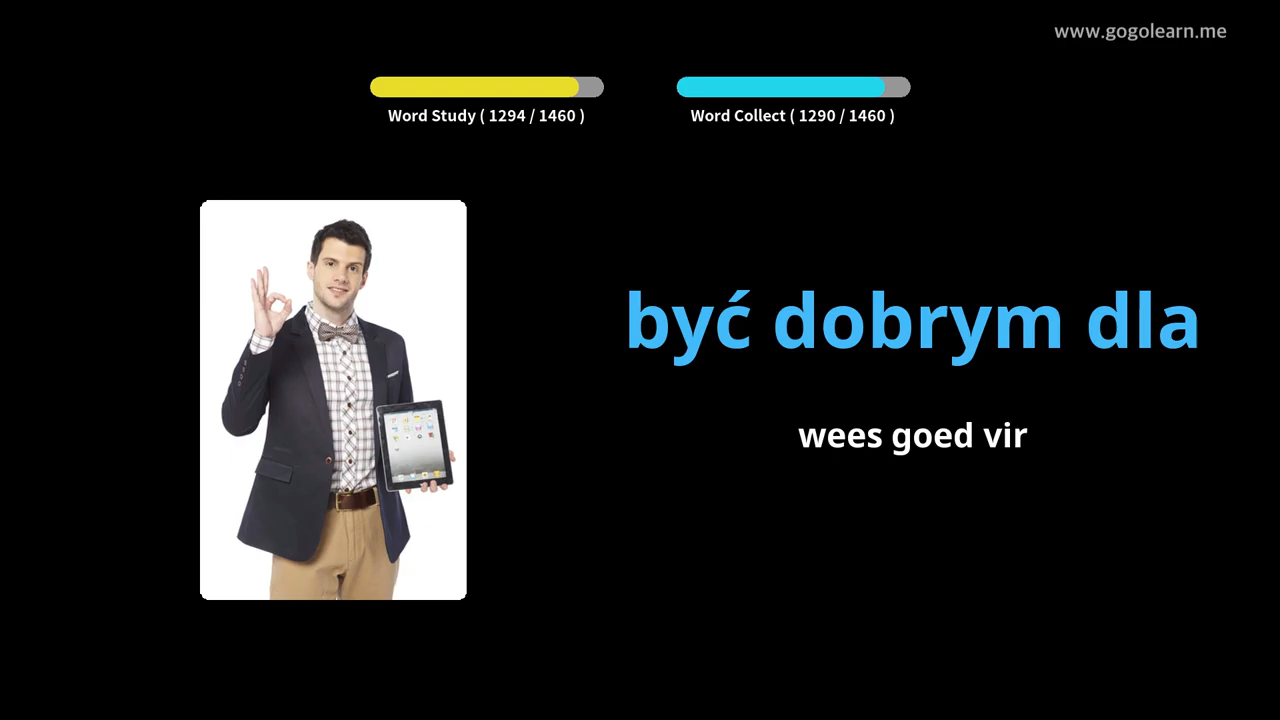 www.gogolearn.me
Word Study ( 1294 / 1460 )
Word Collect ( 1290 / 1460 )
być dobrym dla
wees goed vir